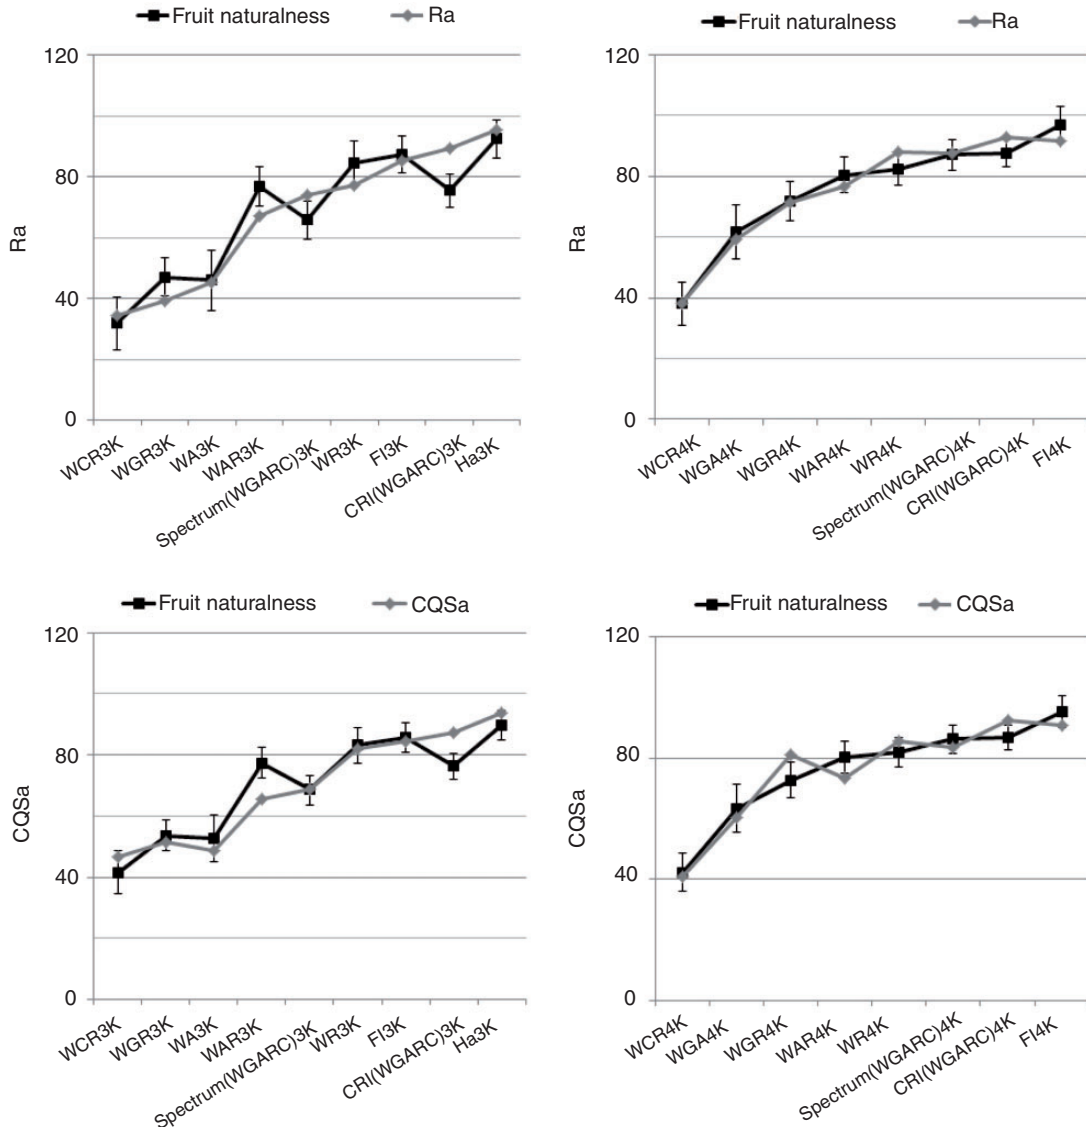 Fruit naturalness Ra
120
80
40
0
Ra
WCR3K
WGR3K
WA3K
WAR3K
Spectrum(WGARC)3K
WR3K
Fl3K
CRI(WGARC)3K
Ha3K
Fruit naturalness Ra
120
80
40
0
Ra
WCR4K
WGA4K
WGR4K
WAR4K
WR4K
Spectrum(WGARC)4K
CRI(WGARC)4K
Fl4K
Fruit naturalness CQSa
120
80
40
0
CQSa
WCR3K
WGR3K
WA3K
WAR3K
Spectrum(WGARC)3K
WR3K
Fl3K
CRI(WGARC)3K
Ha3K
Fruit naturalness CQSa
120
80
40
0
CQSa
WCR4K
WGA4K
WGR4K
WAR4K
WR4K
Spectrum(WGARC)4K
CRI(WGARC)4K
Fl4K